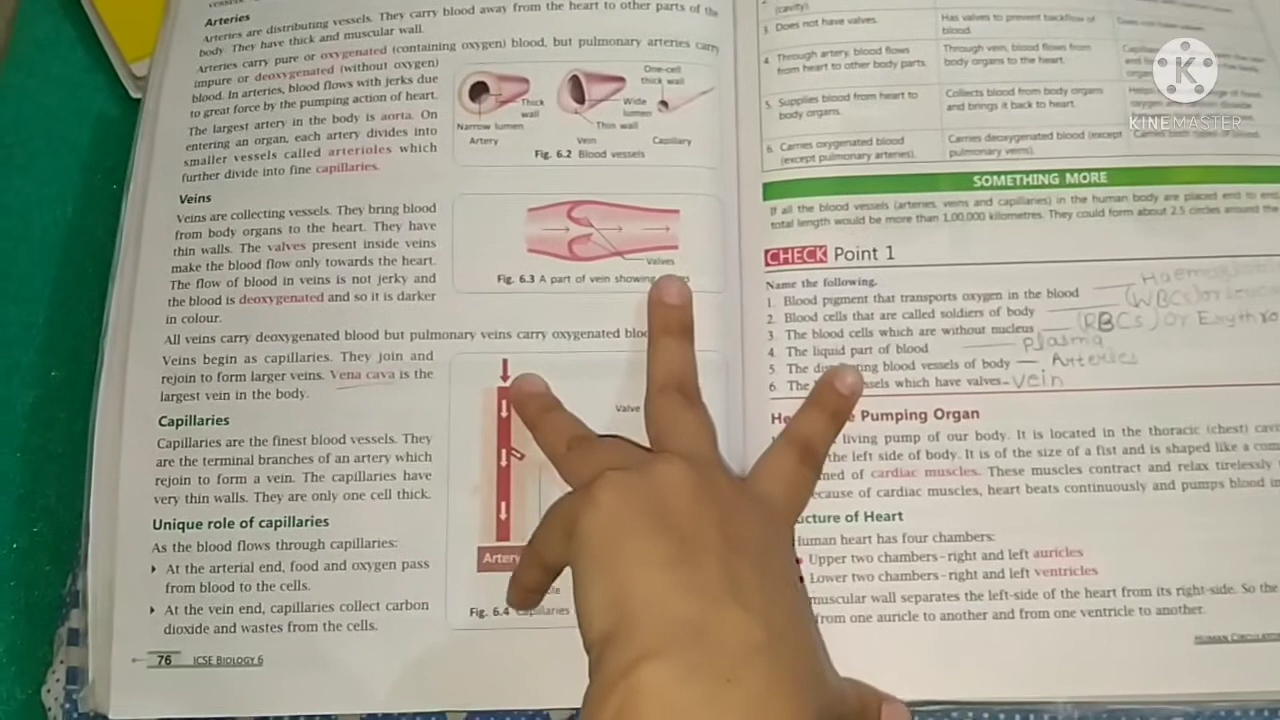 Arteries
Arteries are distributing vessels. They carry blood away from the heart to other parts of the
body. They have thick and muscular wall.
Arteries carry pure or oxygenated (containing oxygen) blood, but pulmonary arteries carry
impure or deoxygenated (without oxygen)
blood. In arteries, blood flows with jerks due
to great force by the pumping action of heart.
The largest artery in the body is aorta. On
entering an organ, each artery divides into
smaller vessels called arterioles which
further divide into fine capillaries.
Thick
wall
Narrow lumen
Artery
Wide
lumen
Thin wall
Vein
One-cell
thick wall
Capillary
Fig. 6.2 Blood vessels
Veins
Veins are collecting vessels. They bring blood
from body organs to the heart. They have
thin walls. The valves present inside veins
make the blood flow only towards the heart.
The flow of blood in veins is not jerky and
the blood is deoxygenated and so it is darker
in colour.
Valves
Fig. 6.3 A part of vein showing
All veins carry deoxygenated blood but pulmonary veins carry oxygenated
Veins begin as capillaries. They join and
rejoin to form larger veins. Vena cava is the
largest vein in the body.
Valve
Artery
Fig. 6.4
Capillaries
Capillaries are the finest blood vessels. They
are the terminal branches of an artery which
rejoin to form a vein. The capillaries have
very thin walls. They are only one cell thick.
Unique role of capillaries
As the blood flows through capillaries:
At the arterial end, food and oxygen pass
from blood to the cells.
At the vein end, capillaries collect carbon
dioxide and wastes from the cells.
76 ICSE BIOLOGY 6
(cavity).
3. Does not have valves.
Has valves to prevent backflow of
blood.
4. Through artery, blood flows
from heart to other body parts.
Through vein, blood flows from
body organs to the heart.
5. Supplies blood from heart to
body organs.
Collects blood from body organs
and brings it back to heart.
6. Carries oxygenated blood
(except pulmonary arteries).
Carries deoxygenated blood (except
pulmonary veins).
KINEMASTER
SOMETHING MORE
If all the blood vessels (arteries, veins and capillaries) in the human body are placed end to end
total length would be more than 1,00,000 kilometres. They could form about 2.5 circles around the
CHECK Point 1
Name the following.
1. Blood pigment that transports oxygen in the blood
2. Blood cells that are called soldiers of body (WBCs) or
3. The blood cells which are without nucleus (RBCs) or
4. The liquid part of blood plasma
5. The blood vessels of body Arteries
6. The which have valves-vein
Pumping Organ
living pump of our body. It is located in the thoracic (chest)
the left side of body. It is of the size of a fist and is shaped like a
of cardiac muscles. These muscles contract and relax tirelessly
of cardiac muscles, heart beats continuously and pumps blood
of Heart
Human heart has four chambers:
Upper two chambers-right and left auricles
Lower two chambers-right and left ventricles
muscular wall separates the left-side of the heart from its right-side. So the
from one auricle to another and from one ventricle to another.
HUMAN